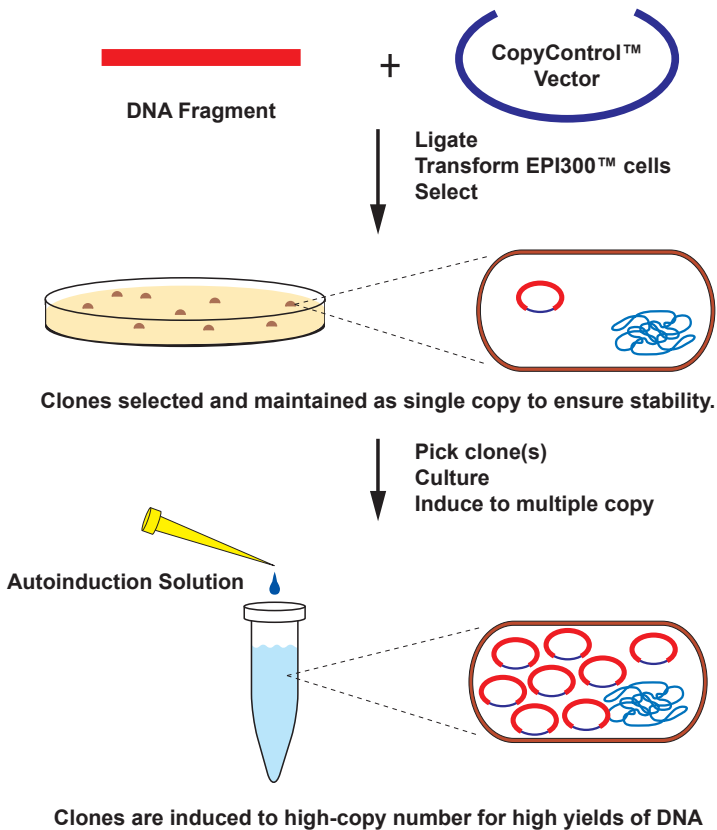 CopyControl™
Vector
+
DNA Fragment
Ligate
Transform EPI300™ cells
Select
Clones selected and maintained as single copy to ensure stability.
Pick clone(s)
Culture
Induce to multiple copy
Autoinduction Solution
Clones are induced to high-copy number for high yields of DNA